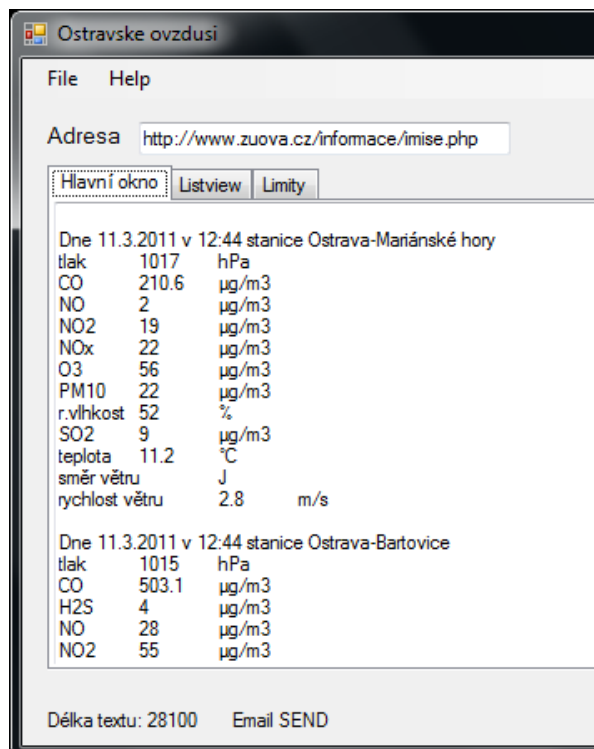 Ostravske ovzdusi
File Help
Adresa http://www.zuova.cz/informace/imise.php
Hlavní okno Listview Limity
Dne 11.3.2011 v 12:44 stanice Ostrava-Mariánské hory
tlak 1017 hPa
CO 210.6 µg/m3
NO 2 µg/m3
NO2 19 µg/m3
NOx 22 µg/m3
O3 56 µg/m3
PM10 22 µg/m3
r.vlhkost 52 %
SO2 9 µg/m3
teplota 11.2 °C
směr větru J
rychlost větru 2.8 m/s
Dne 11.3.2011 v 12:44 stanice Ostrava-Bartovice
tlak 1015 hPa
CO 503.1 µg/m3
H2S 4 µg/m3
NO 28 µg/m3
NO2 55 µg/m3
Délka textu: 28100 Email SEND